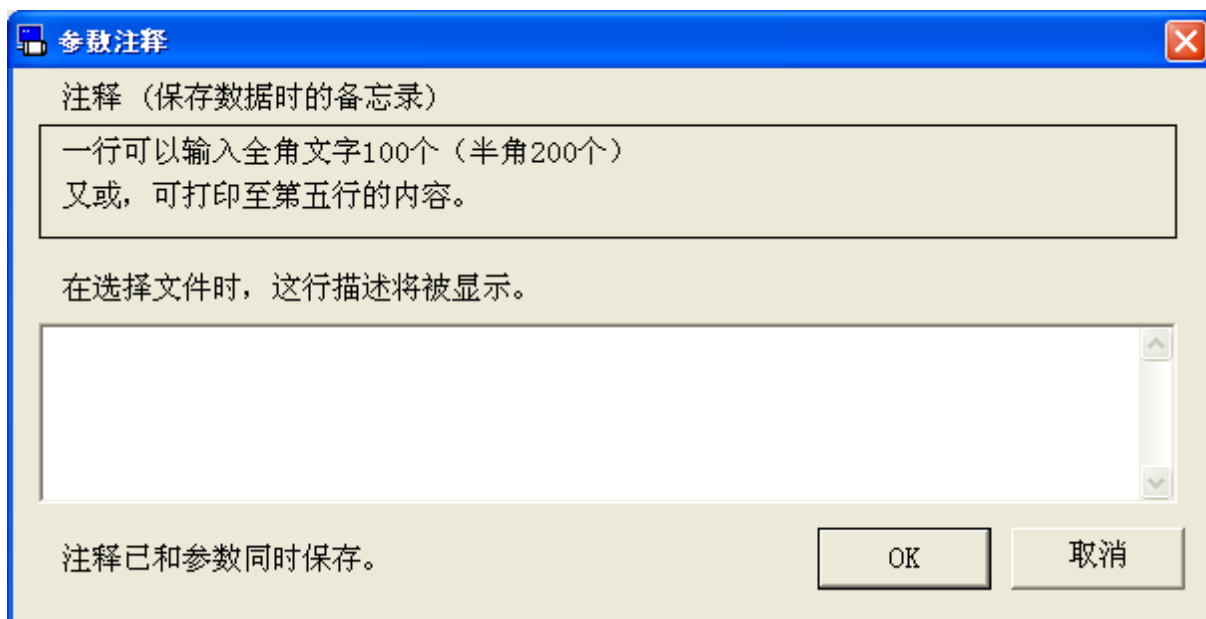 参数注释
注释（保存数据时的备忘录）
一行可以输入全角文字100个（半角200个）
又或，可打印至第五行的内容。
在选择文件时，这行描述将被显示。
注释已和参数同时保存。
OK
取消